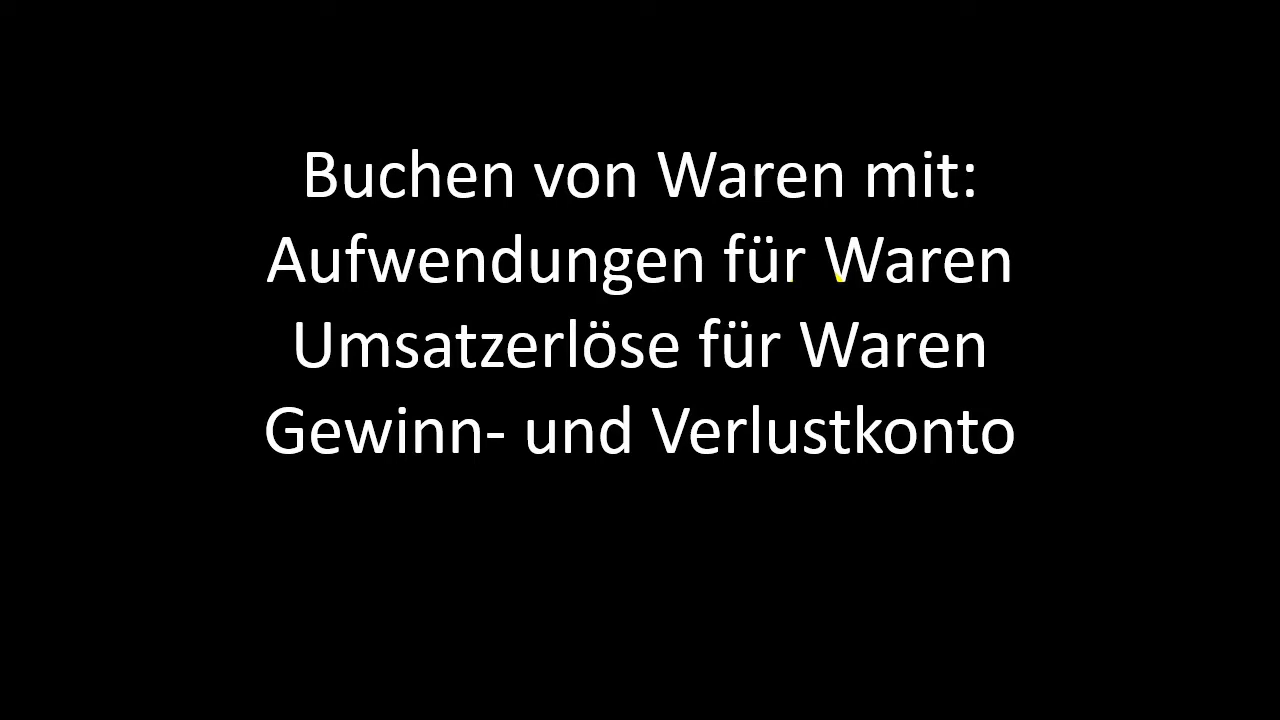 Buchen von Waren mit:
Aufwendungen für Waren
Umsatzerlöse für Waren
Gewinn- und Verlustkonto